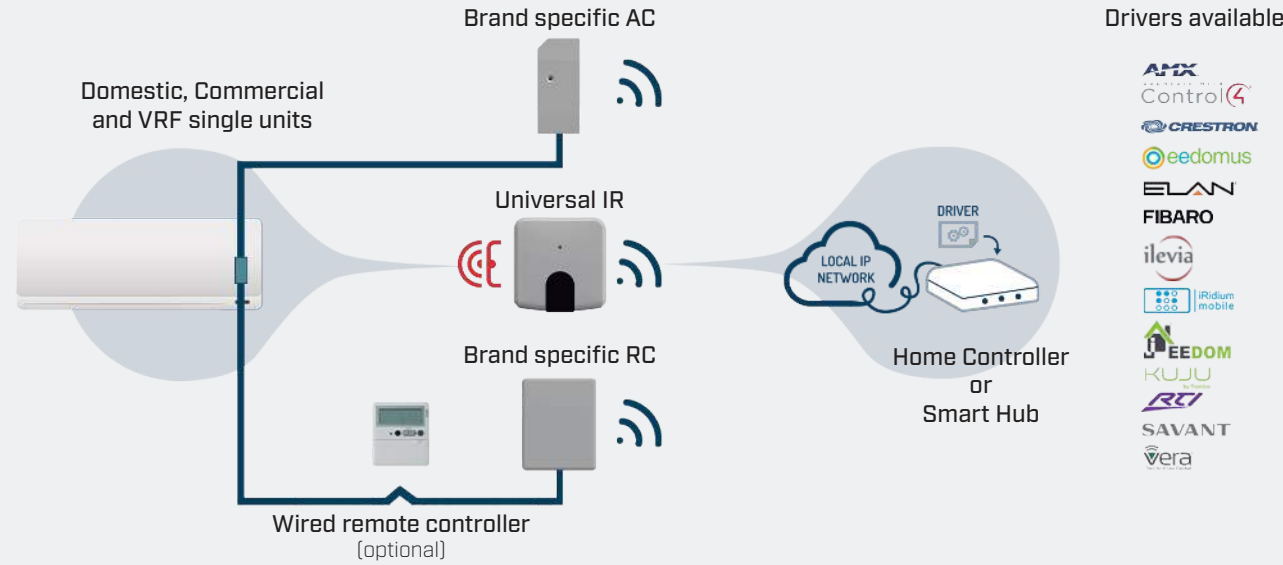 Brand specific AC
Drivers available
Domestic, Commercial
and VRF single units
Universal IR
Brand specific RC
Wired remote controller
(optional)
DRIVER
LOCAL IP
NETWORK
Home Controller
or
Smart Hub
AMX
Control4
CRESTRON
eedomus
ELAN
FIBARO
ilevia
iRidium
mobile
JEEDOM
KUJU
RTI
SAVANT
vera